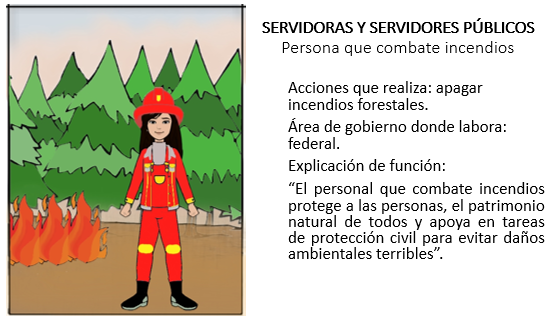 SERVIDORAS Y SERVIDORES PÚBLICOS
Persona que combate incendios
Acciones que realiza: apagar
incendios forestales.
Área de gobierno donde labora:
federal.
Explicación de función:
“El personal que combate incendios
protege a las personas, el patrimonio
natural de todos y apoya en tareas
de protección civil para evitar daños
ambientales terribles”.